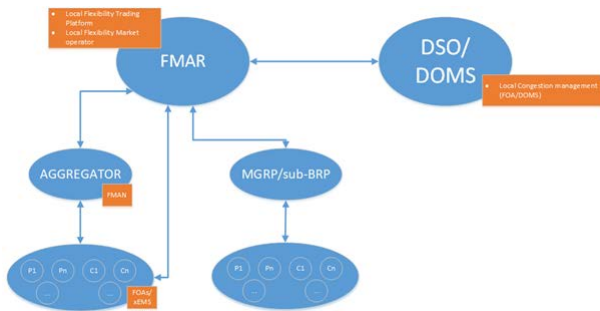 • Local Flexibility Trading
Platform
• Local Flexibility Market
operator
FMAR
DSO/
DOMS
• Local Congestion management
(FOA/DOMS)
AGGREGATOR
FMAN
MGRP/sub-BRP
P1 Pn C1 Cn
... ...
FOAs/
xEMS
P1 Pn C1 Cn
... ...